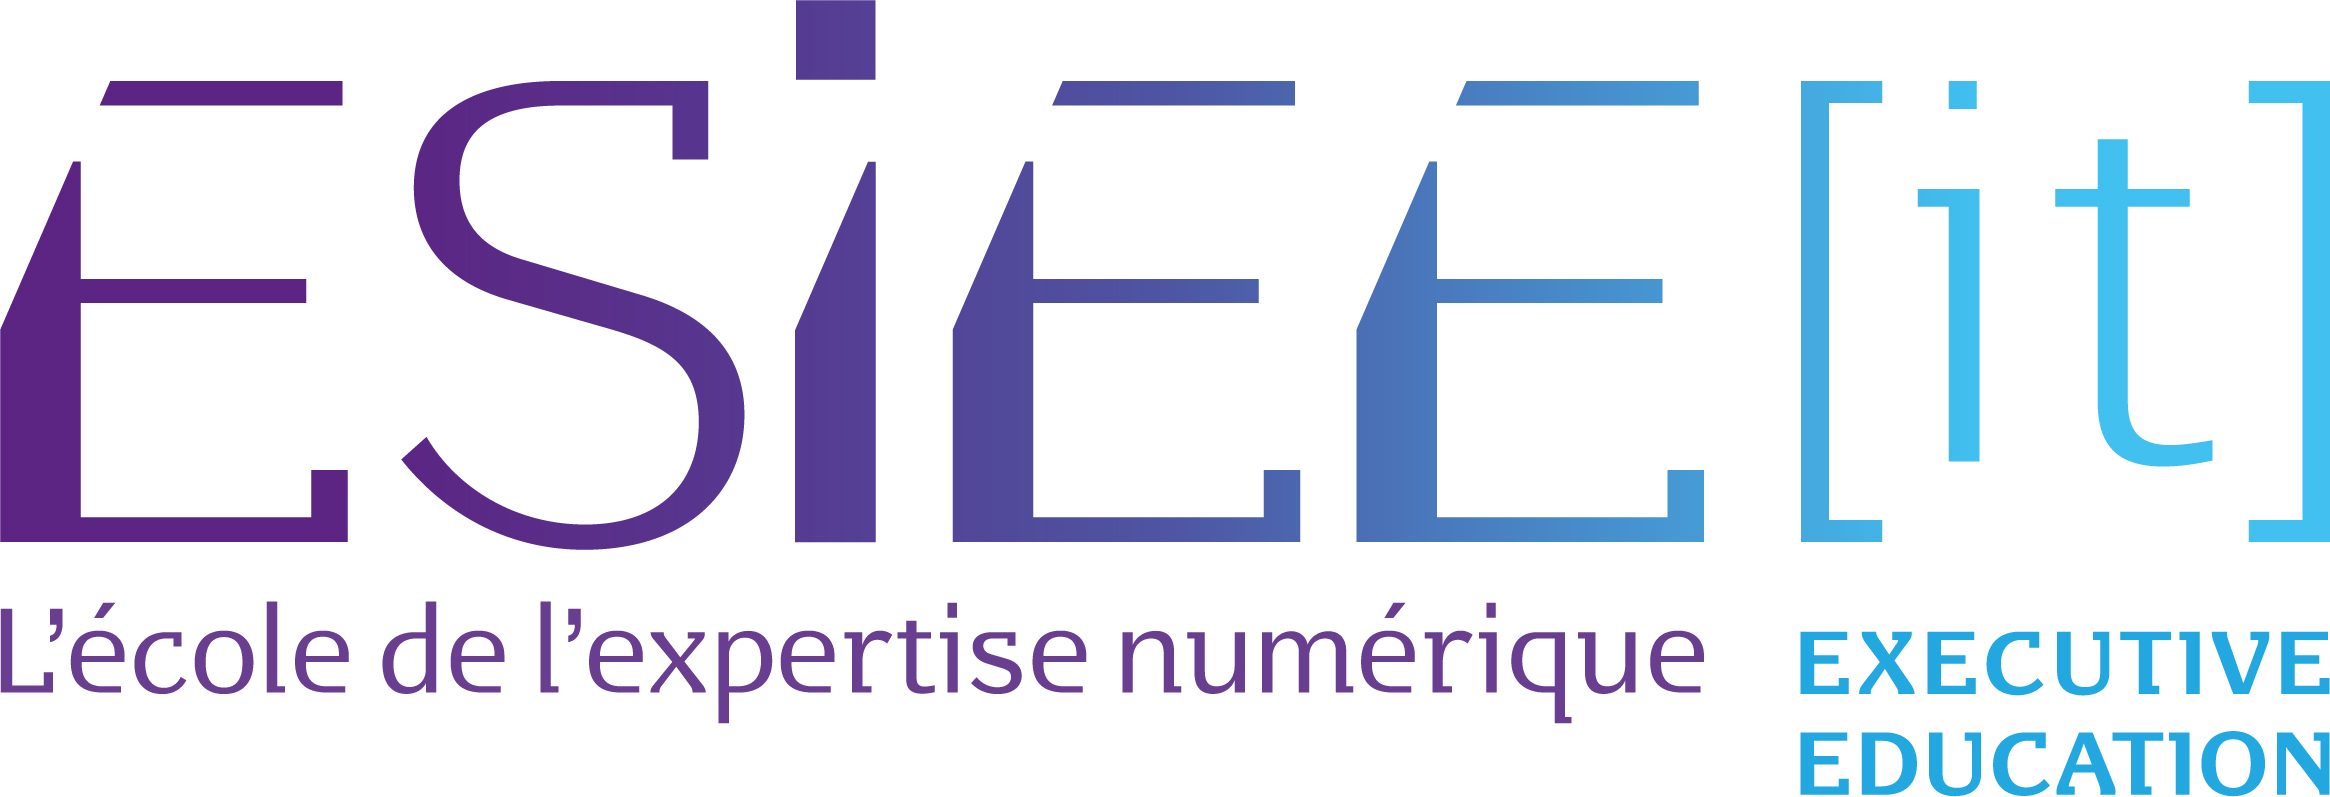 ESiEE [it]
L’école de l’expertise numérique
EXECUTIVE
EDUCATION